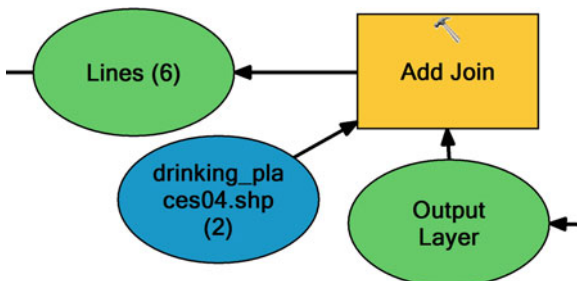 Lines (6)
Add Join
drinking_pla
ces04.shp
(2)
Output
Layer